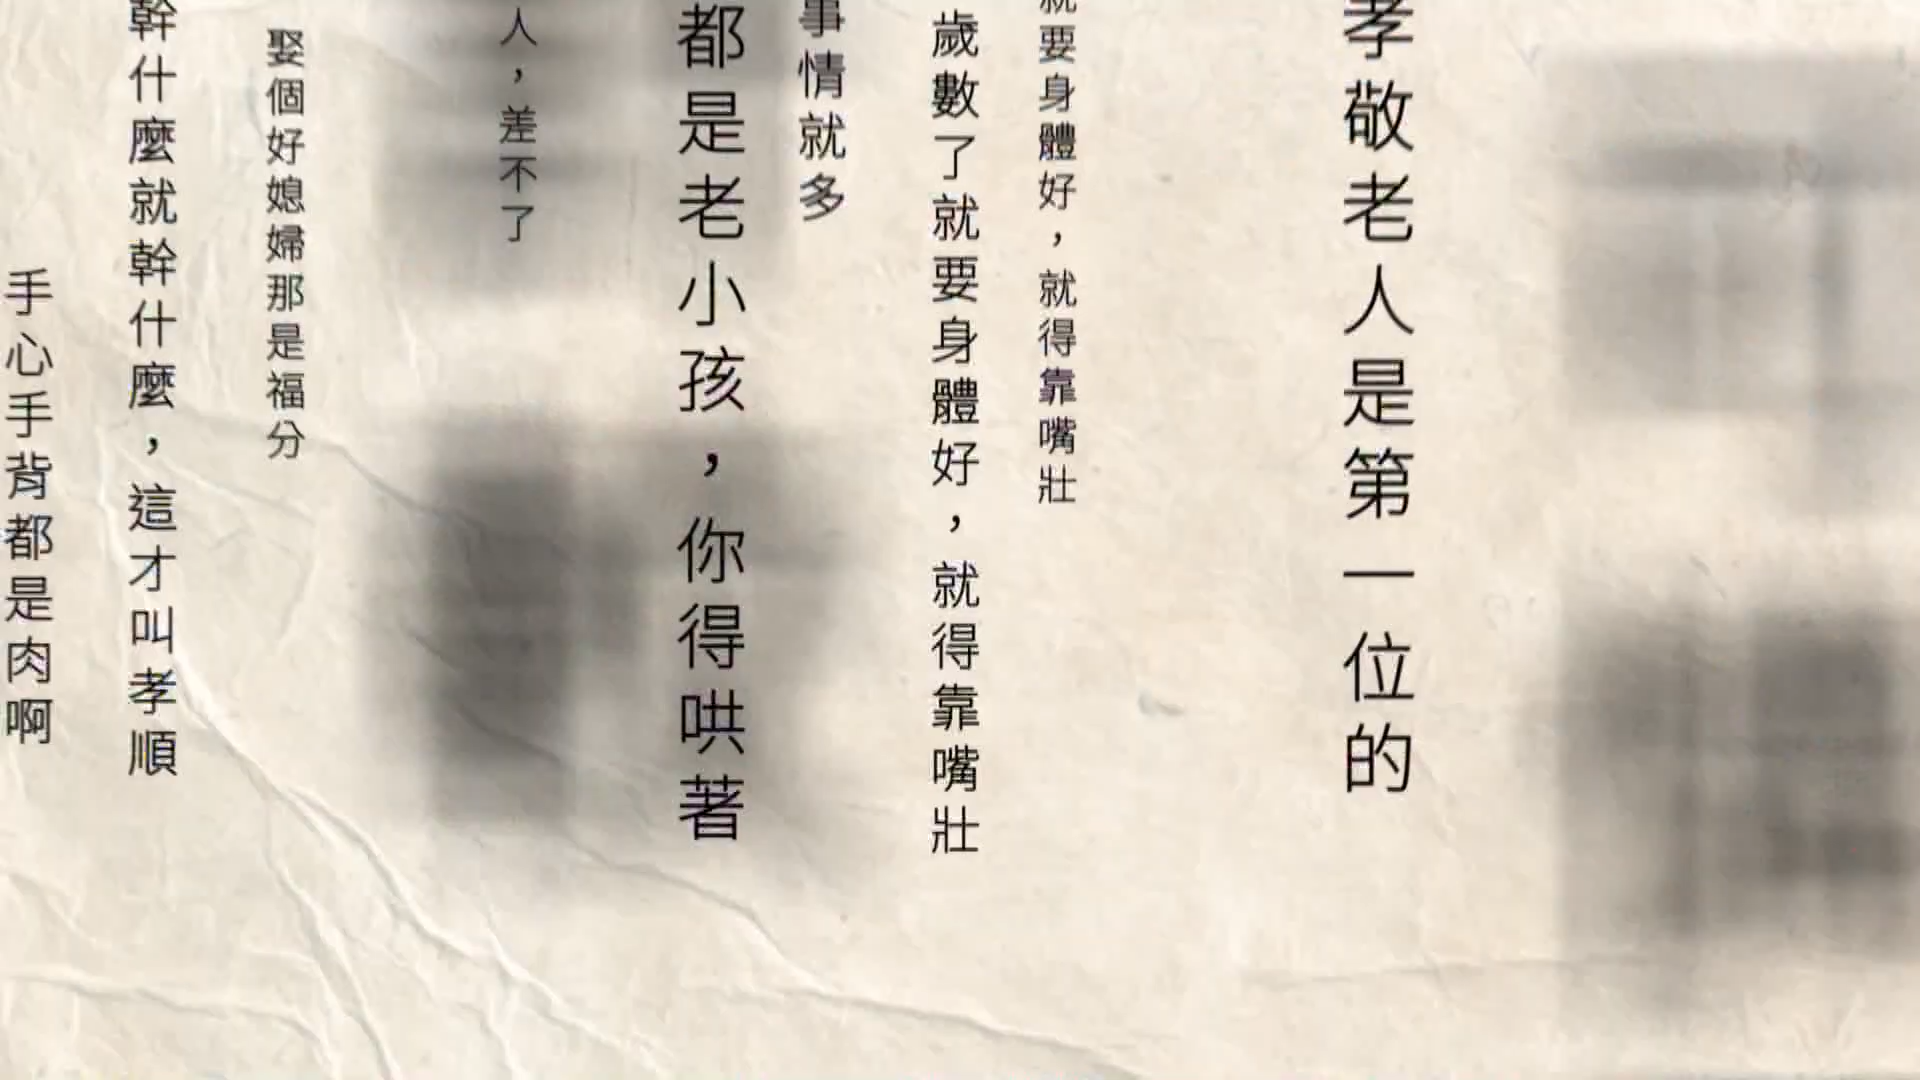 孝敬老人是第一位的
就要身體好，就得靠嘴壯
歲數了就要身體好，就得靠嘴壯
事情就多
都是老小孩，你得哄著
人，差不了
娶個好媳婦那是福分
幹什麼就幹什麼，這才叫孝順
手心手背都是肉啊